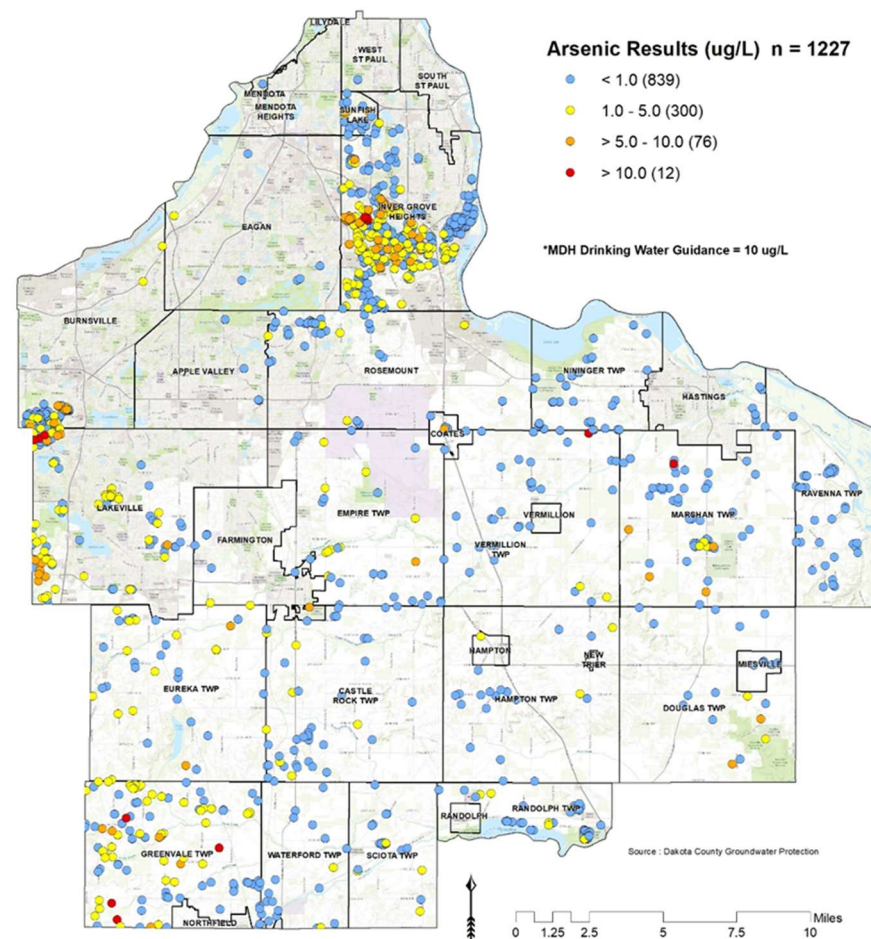 LILYDALE
WEST
ST PAUL
SOUTH
ST PAUL
MENDOTA
MENDOTA
HEIGHTS
SUNFISH
LAKE
Arsenic Results (ug/L) n = 1227
< 1.0 (839)
1.0 - 5.0 (300)
> 5.0 - 10.0 (76)
> 10.0 (12)
*MDH Drinking Water Guidance = 10 ug/L
INVER GROVE
HEIGHTS
EAGAN
BURNSVILLE
APPLE VALLEY
ROSEMOUNT
NININGER TWP
HASTINGS
COATES
LAKEVILLE
FARMINGTON
EMPIRE TWP
VERMILLION
VERMILLION
TWP
MARSHAN TWP
RAVENNA TWP
EUREKA TWP
CASTLE
ROCK TWP
HAMPTON
NEW
TRIER
HAMPTON TWP
MIESVILLE
DOUGLAS TWP
RANDOLPH
RANDOLPH TWP
GREENVALE TWP
WATERFORD TWP
SCIOTA TWP
NORTHFIELD
Source : Dakota County Groundwater Protection
Miles
0 1.25 2.5 5 7.5 10